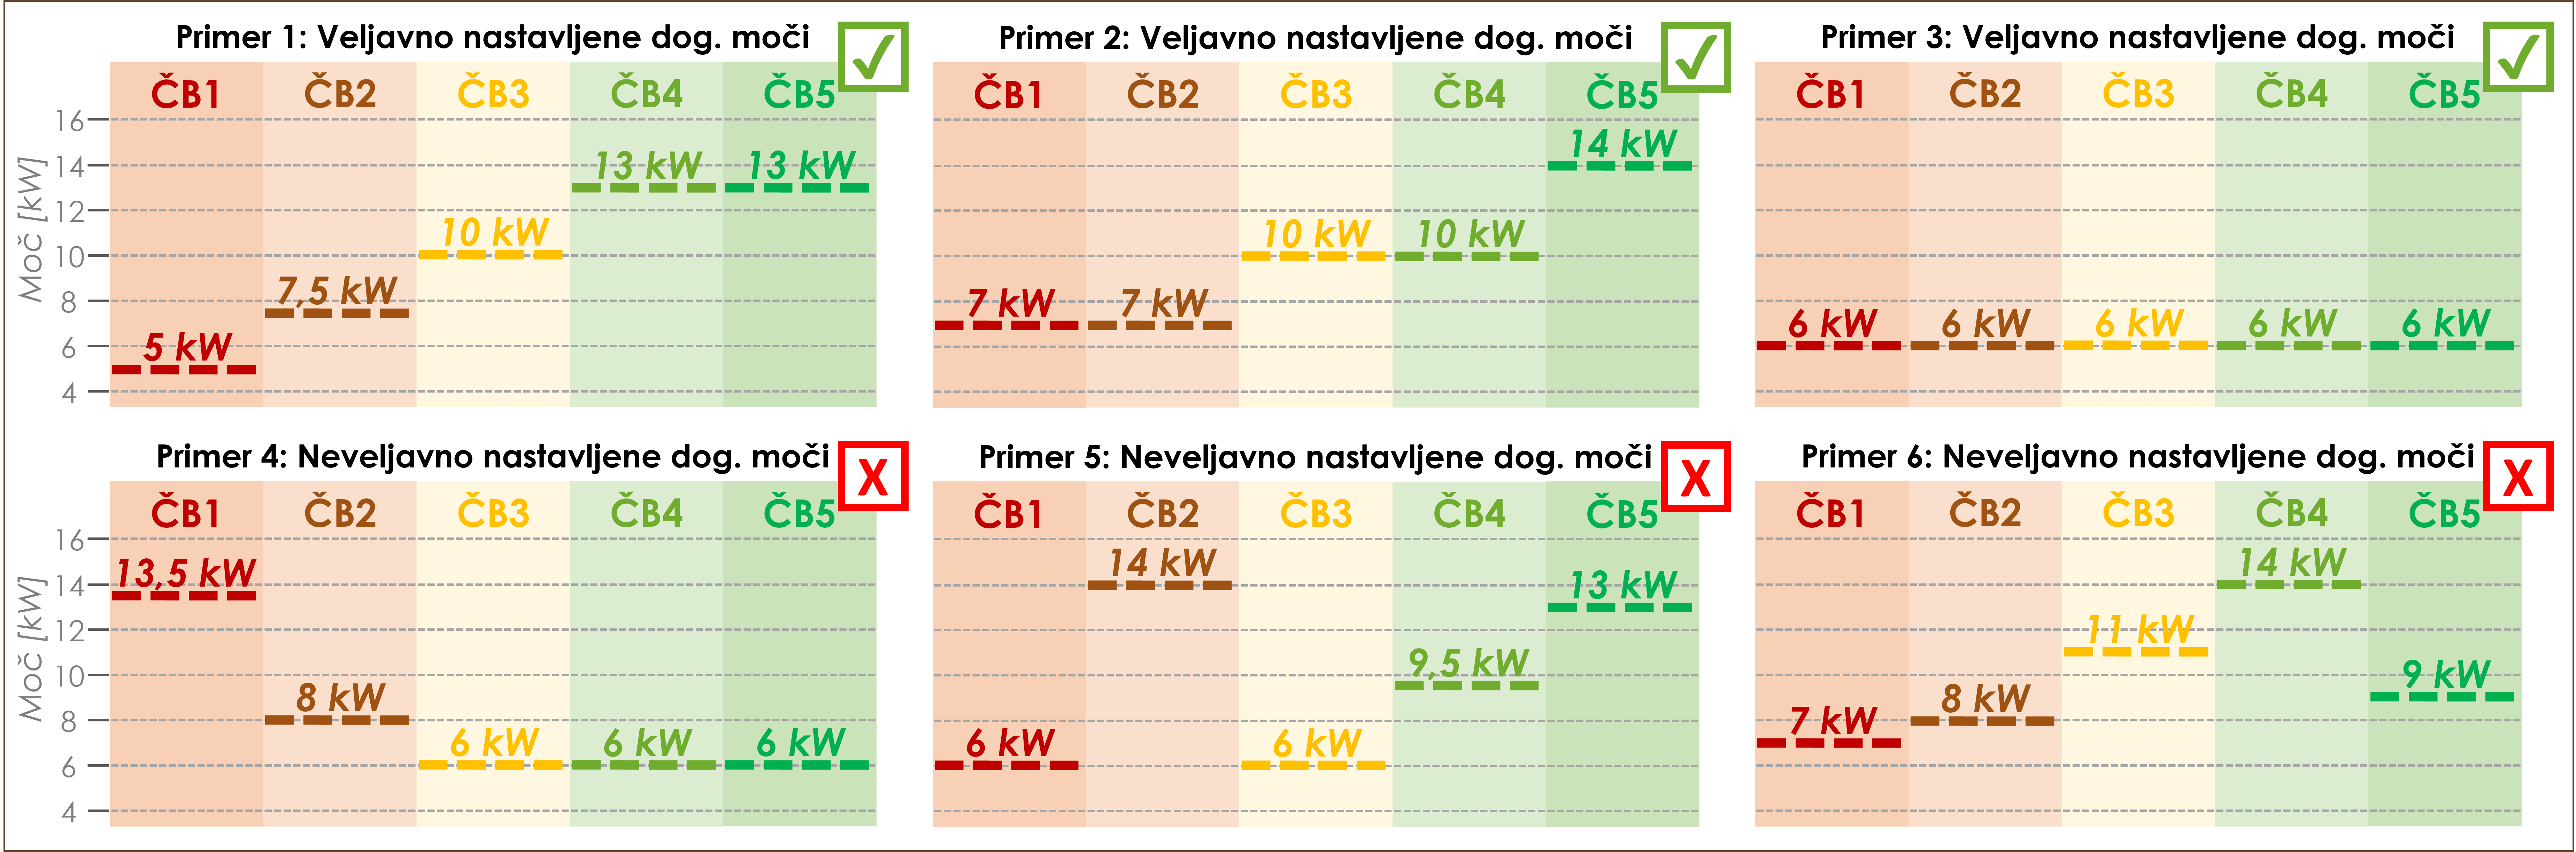 Primer 1: Veljavno nastavljene dog. moči
ČB1 ČB2 ČB3 ČB4 ČB5
Moč [kW]
16
14
12
10
8
6
4
5 kW
7,5 kW
10 kW
13 kW
13 kW
Primer 2: Veljavno nastavljene dog. moči
ČB1 ČB2 ČB3 ČB4 ČB5
7 kW
7 kW
10 kW
10 kW
14 kW
Primer 3: Veljavno nastavljene dog. moči
ČB1 ČB2 ČB3 ČB4 ČB5
6 kW
6 kW
6 kW
6 kW
6 kW
Primer 4: Neveljavno nastavljene dog. moči
X
ČB1 ČB2 ČB3 ČB4 ČB5
Moč [kW]
16
14
12
10
8
6
4
13,5 kW
8 kW
6 kW
6 kW
6 kW
Primer 5: Neveljavno nastavljene dog. moči
X
ČB1 ČB2 ČB3 ČB4 ČB5
6 kW
14 kW
6 kW
9,5 kW
13 kW
Primer 6: Neveljavno nastavljene dog. moči
X
ČB1 ČB2 ČB3 ČB4 ČB5
7 kW
8 kW
11 kW
14 kW
9 kW